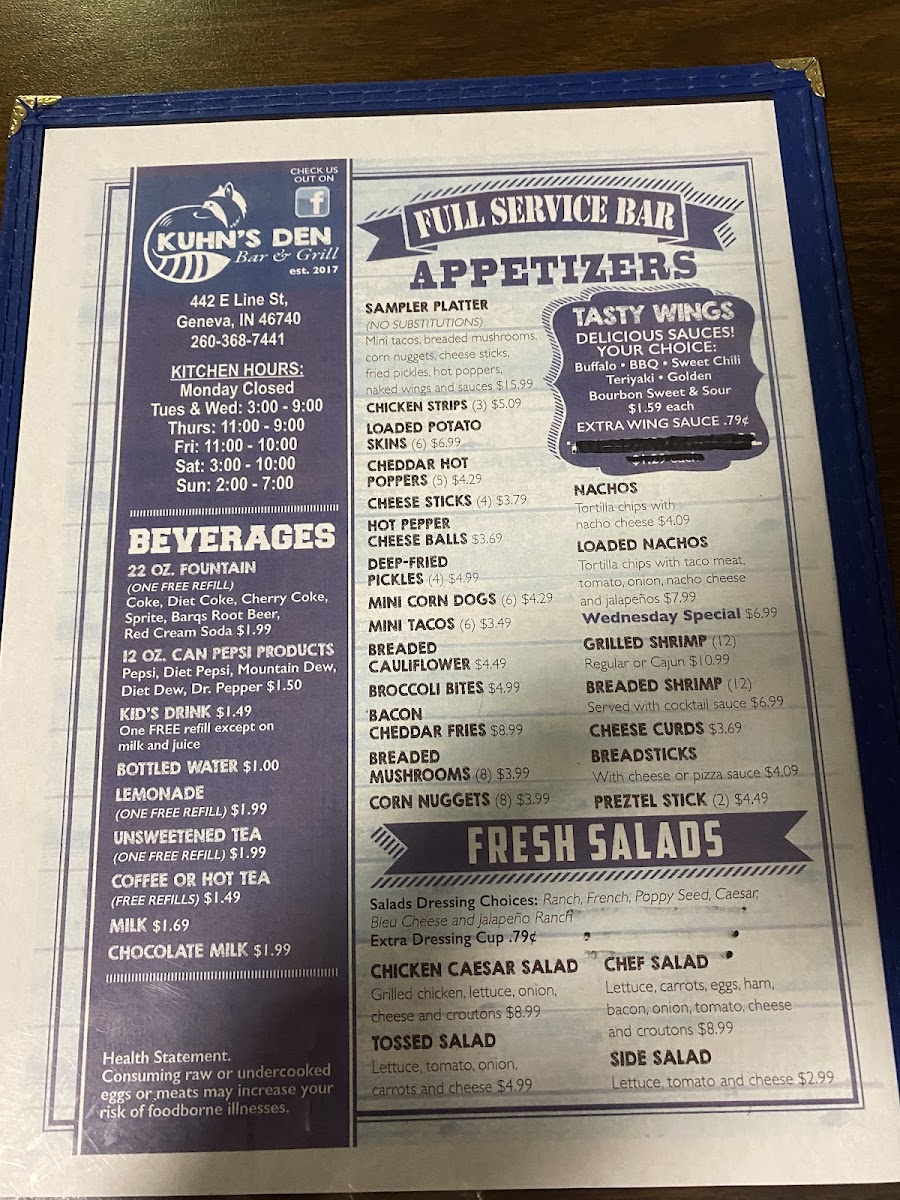 CHECK US
OUT ON
f
KUHN'S DEN
Bar & Grill
est. 2017
442 E Line St,
Geneva, IN 46740
260-368-7441
KITCHEN HOURS:
Monday Closed
Tues & Wed: 3:00 - 9:00
Thurs: 11:00 - 9:00
Fri: 11:00 - 10:00
Sat: 3:00 - 10:00
Sun: 2:00 - 7:00
BEVERAGES
22 OZ. FOUNTAIN
(ONE FREE REFILL)
Coke, Diet Coke, Cherry Coke,
Sprite, Barqs Root Beer,
Red Cream Soda $1.99
12 OZ. CAN PEPSI PRODUCTS
Pepsi, Diet Pepsi, Mountain Dew,
Diet Dew, Dr. Pepper $1.50
KID'S DRINK $1.49
One FREE refill except on
milk and juice
BOTTLED WATER $1.00
LEMONADE
(ONE FREE REFILL) $1.99
UNSWEETENED TEA
(ONE FREE REFILL) $1.99
COFFEE OR HOT TEA
(FREE REFILLS) $1.49
MILK $1.69
CHOCOLATE MILK $1.99
Health Statement.
Consuming raw or undercooked
eggs or meats may increase your
risk of foodborne illnesses.
FULL SERVICE BAR
APPETIZERS
SAMPLER PLATTER
(NO SUBSTITUTIONS)
Mini tacos, breaded mushrooms,
corn nuggets, cheese sticks,
fried pickles, hot poppers,
naked wings and sauces $15.99
CHICKEN STRIPS (3) $5.09
LOADED POTATO
SKINS (6) $6.99
CHEDDAR HOT
POPPERS (5) $4.29
CHEESE STICKS (4) $3.79
HOT PEPPER
CHEESE BALLS $3.69
DEEP-FRIED
PICKLES (4) $4.99
MINI CORN DOGS (6) $4.29
MINI TACOS (6) $3.49
BREADED
CAULIFLOWER $4.49
BROCCOLI BITES $4.99
BACON
CHEDDAR FRIES $8.99
BREADED
MUSHROOMS (8) $3.99
CORN NUGGETS (8) $3.99
TASTY WINGS
DELICIOUS SAUCES!
YOUR CHOICE:
Buffalo • BBQ • Sweet Chili
Teriyaki • Golden
Bourbon Sweet & Sour
$1.59 each
EXTRA WING SAUCE .79¢
$1.29 each
NACHOS
Tortilla chips with
nacho cheese $4.09
LOADED NACHOS
Tortilla chips with taco meat,
tomato, onion, nacho cheese
and jalapeños $7.99
Wednesday Special $6.99
GRILLED SHRIMP (12)
Regular or Cajun $10.99
BREADED SHRIMP (12)
Served with cocktail sauce $6.99
CHEESE CURDS $3.69
BREADSTICKS
With cheese or pizza sauce $4.09
PREZTEL STICK (2) $4.49
FRESH SALADS
Salads Dressing Choices: Ranch, French, Poppy Seed, Caesar,
Bleu Cheese and Jalapeño Ranch
Extra Dressing Cup .79¢
CHICKEN CAESAR SALAD
Grilled chicken, lettuce, onion,
cheese and croutons $8.99
TOSSED SALAD
Lettuce, tomato, onion,
carrots and cheese $4.99
CHEF SALAD
Lettuce, carrots, eggs, ham,
bacon, onion, tomato, cheese
and croutons $8.99
SIDE SALAD
Lettuce, tomato and cheese $2.99